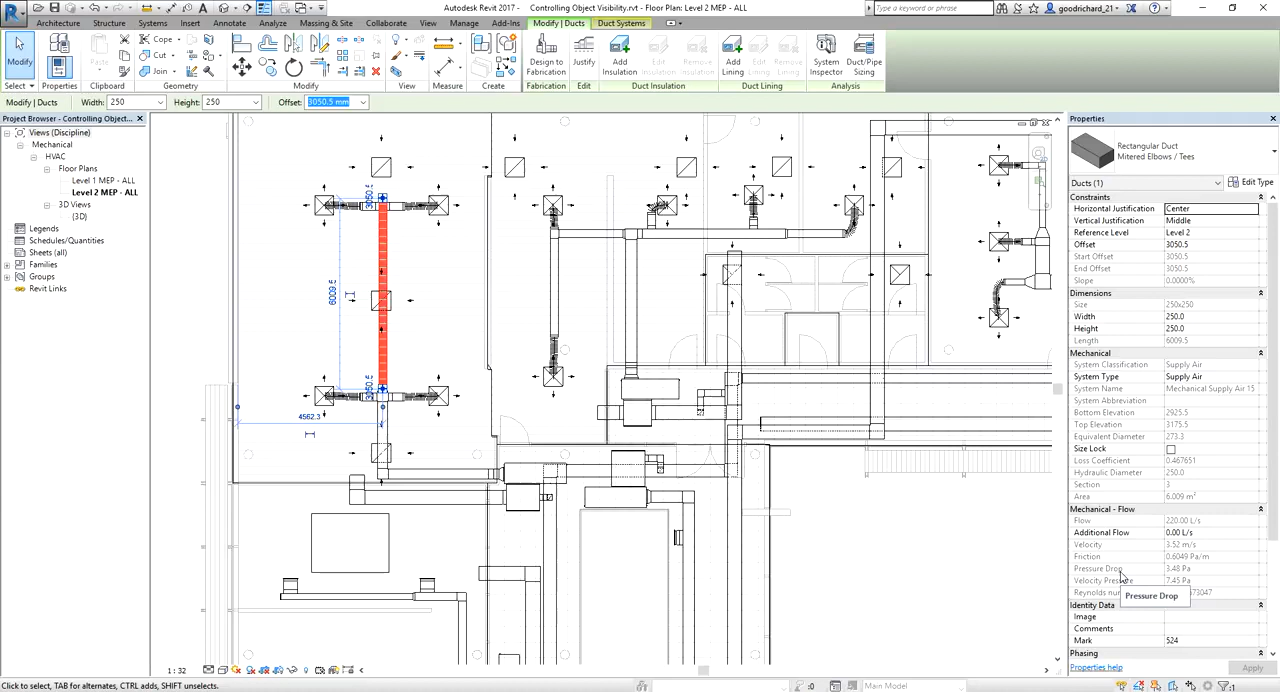 Autodesk Revit 2017 - Controlling Object Visibility.rvt - Floor Plan: Level 2 MEP - ALL
Type a keyword or phrase
goodrichard_21
Architecture Structure Systems Insert Annotate Analyze Massing & Site Collaborate View Manage Add-Ins Modify | Ducts Duct Systems
Modify
Paste
Cope
Cut
Join
Design to Fabrication
Justify
Add Insulation
Edit Insulation
Remove Insulation
Add Lining
System Inspector
Duct/Pipe Sizing
Select Properties Clipboard Geometry Modify View Measure Create Fabrication Edit Duct Insulation Duct Lining Analysis
Modify | Ducts Width: 250 Height: 250 Offset: 3050.5 mm
Project Browser - Controlling Object...
Views (Discipline)
Mechanical
HVAC
Floor Plans
Level 1 MEP - ALL
Level 2 MEP - ALL
3D Views
{3D}
Legends
Schedules/Quantities
Sheets (all)
Families
Groups
Revit Links
3050.5
6009.5
3050.5
4562.3
1 : 32
Properties
Rectangular Duct
Mitered Elbows / Tees
Ducts (1) Edit Type
Constraints
Horizontal Justification Center
Vertical Justification Middle
Reference Level Level 2
Offset 3050.5
Start Offset 3050.5
End Offset 3050.5
Slope 0.0000%
Dimensions
Size 250x250
Width 250.0
Height 250.0
Length 6009.5
Mechanical
System Classification Supply Air
System Type Supply Air
System Name Mechanical Supply Air 15
System Abbreviation
Bottom Elevation 2925.5
Top Elevation 3175.5
Equivalent Diameter 273.3
Size Lock
Loss Coefficient 0.467651
Hydraulic Diameter 250.0
Section 3
Area 6.009 m²
Mechanical - Flow
Flow 220.00 L/s
Additional Flow 0.00 L/s
Velocity 3.52 m/s
Friction 0.6049 Pa/m
Pressure Drop 3.48 Pa
Velocity Pressure 7.45 Pa
Pressure Drop
Identity Data
Image
Comments
Mark 524
Phasing
Properties help Apply
Click to select, TAB for alternates, CTRL adds, SHIFT unselects.
:0
Main Model
:1